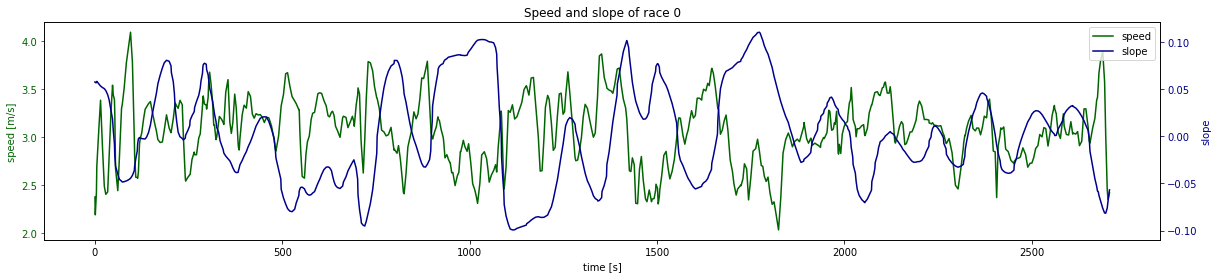 Speed and slope of race 0
speed [m/s]
4.0
3.5
3.0
2.5
2.0
0
500
1000
1500
2000
2500
time [s]
0.10
0.05
0.00
−0.05
−0.10
slope
speed
slope